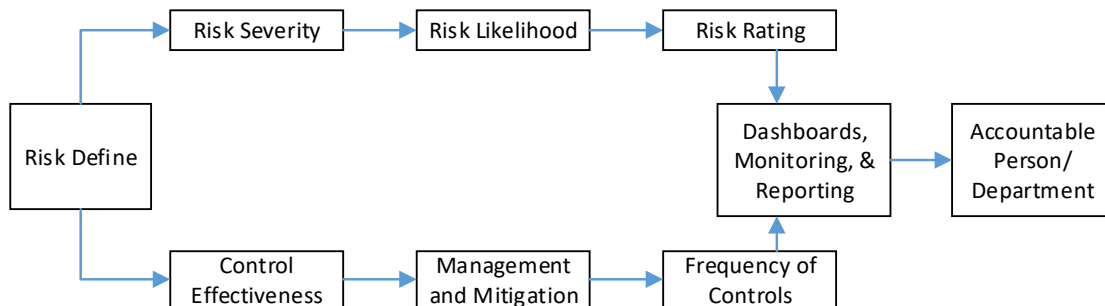 Risk Severity
Risk Likelihood
Risk Rating
Risk Define
Dashboards,
Monitoring, &
Reporting
Accountable
Person/
Department
Control
Effectiveness
Management
and Mitigation
Frequency of
Controls